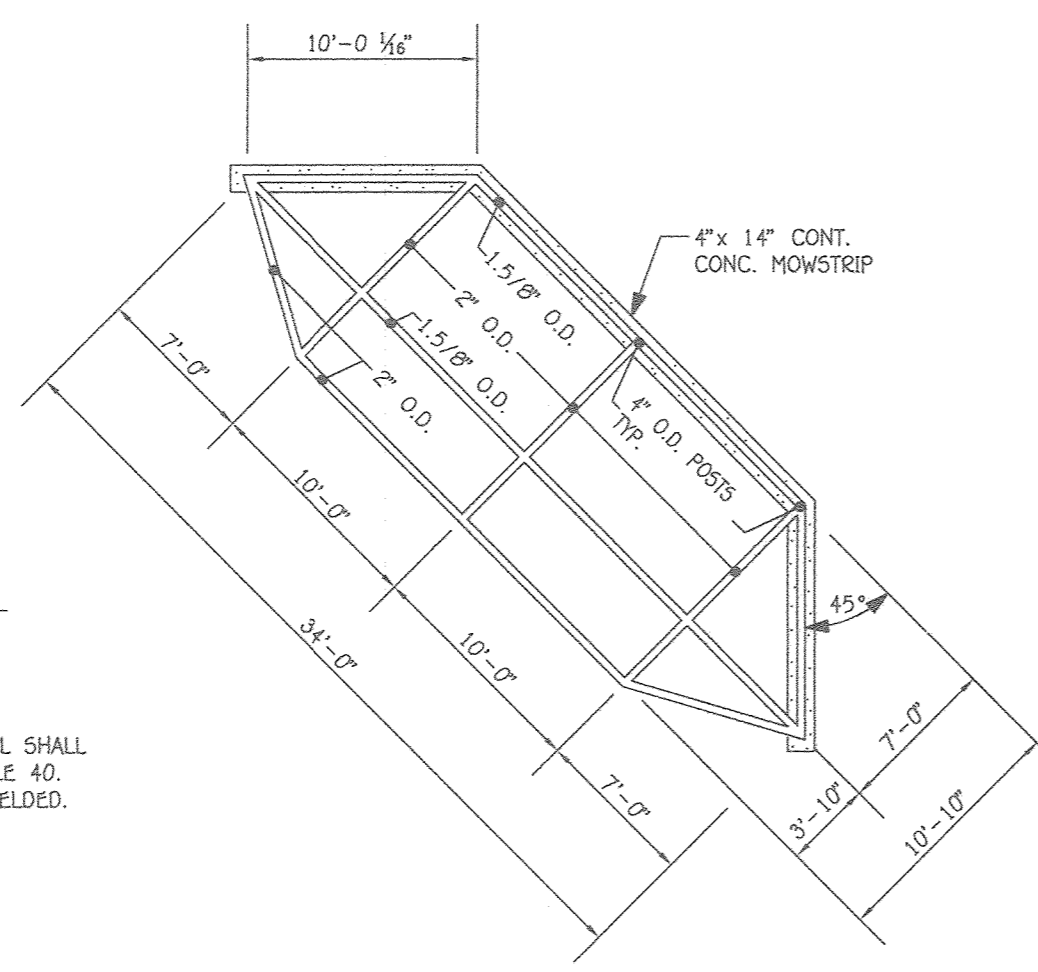 10'-0 1/16"
4"x 14" CONT.
CONC. MOWSTRIP
1.5/8" O.D.
2" O.D.
1.5/8" O.D.
2" O.D.
4" O.D. POSTS
TYP.
7'-0"
10'-0"
34'-0"
10'-0"
7'-0"
45°
7'-0"
3'-10"
10'-10"
L SHALL
LE 40.
ELDED.